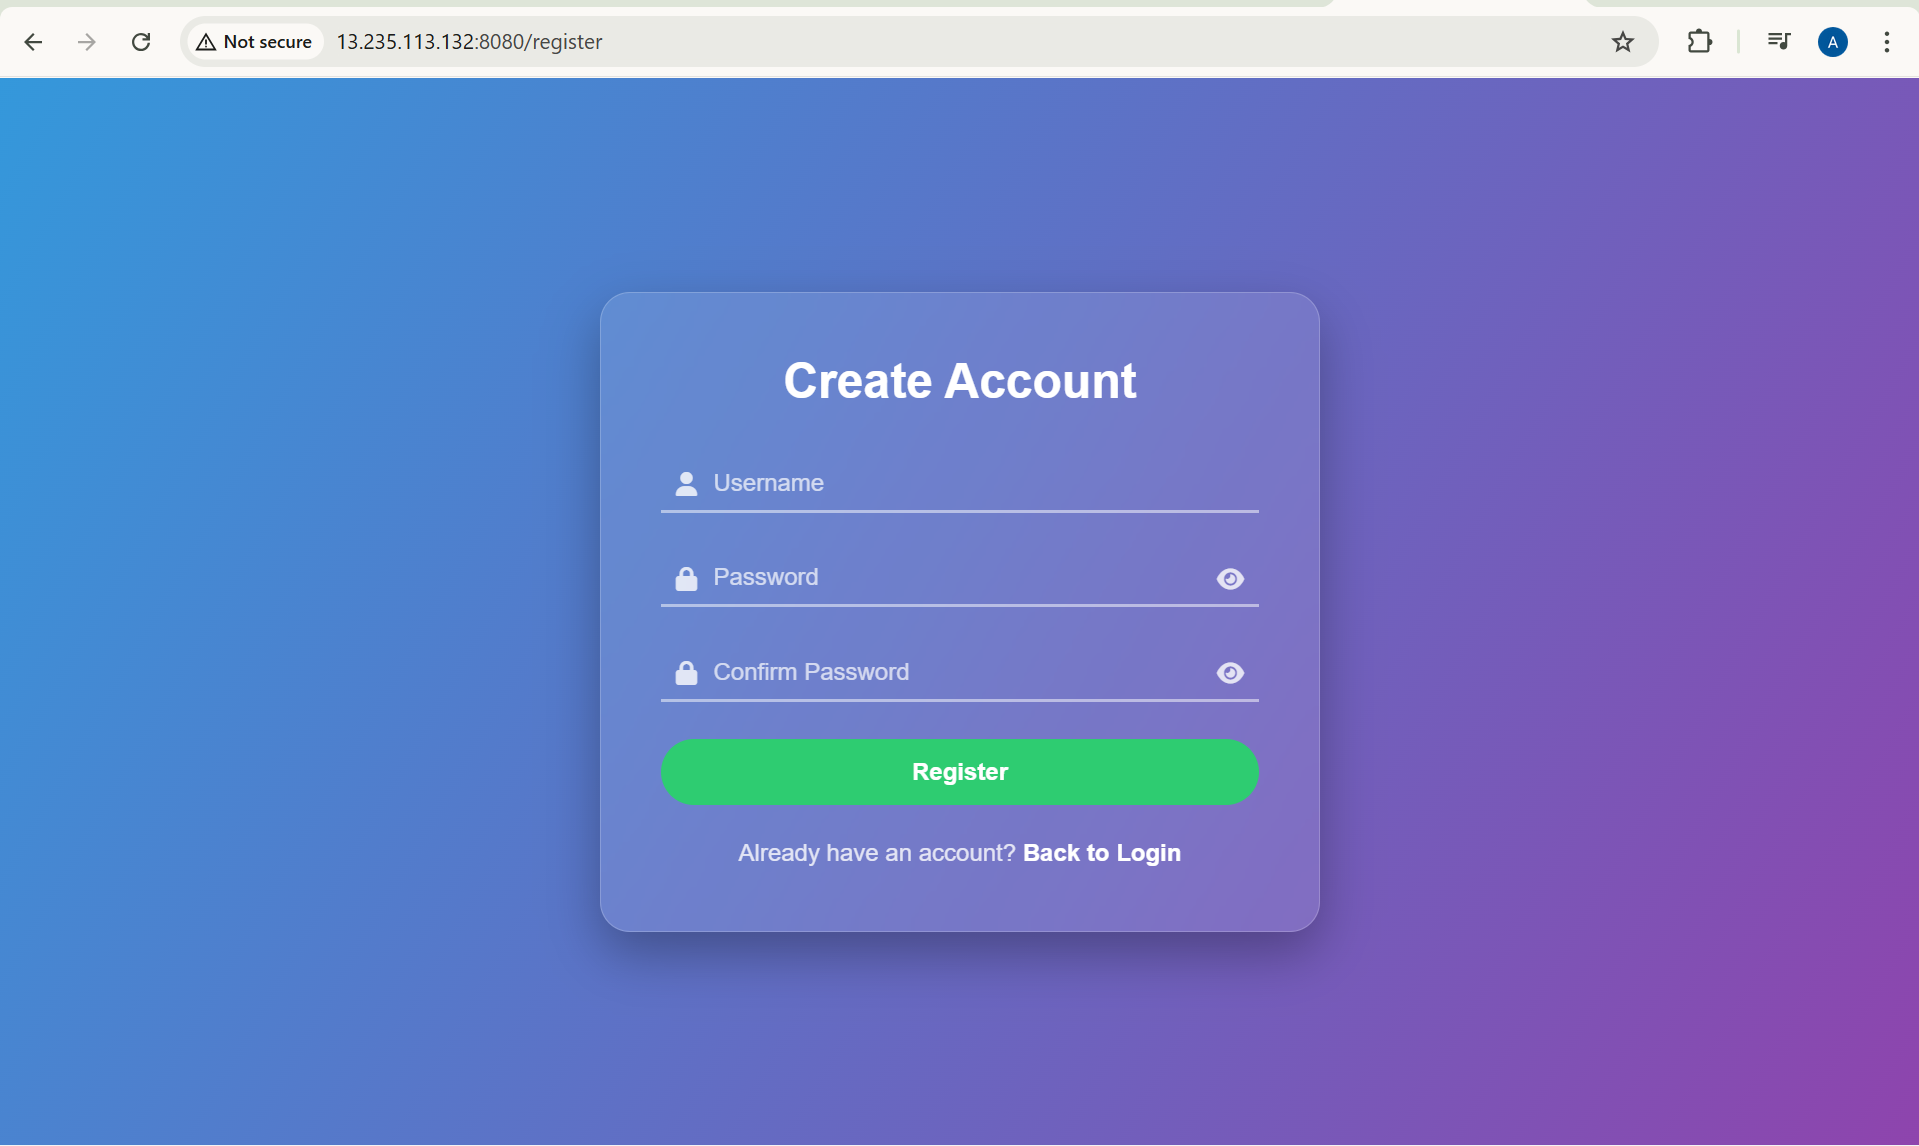 Not secure 13.235.113.132:8080/register A
Create Account
Username
Password
Confirm Password
Register
Already have an account? Back to Login